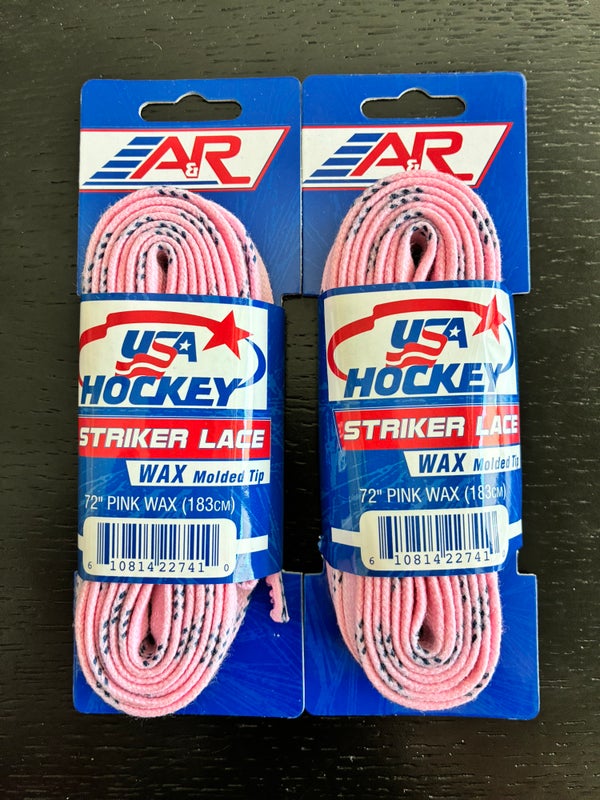 A&R
USA
HOCKEY
STRIKER LACE
WAX Molded Tip
72" PINK WAX (183CM)
6 10814 22741 0
A&R
USA
HOCKEY
STRIKER LACE
WAX Molded Tip
72" PINK WAX (183CM)
6 10814 22741 0